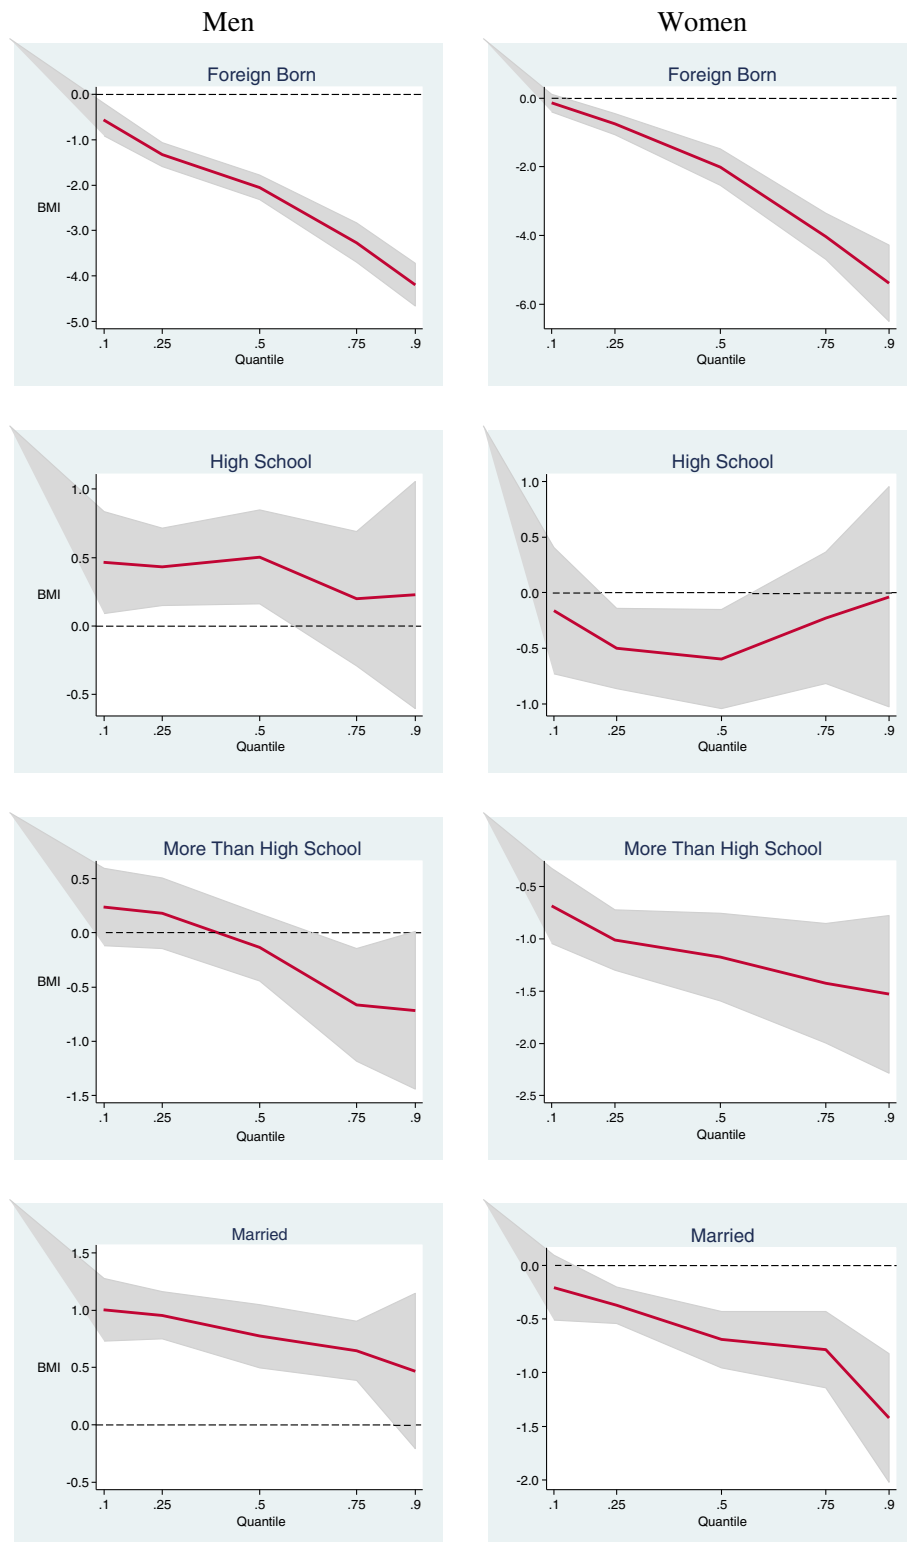 Men Women
Foreign Born Foreign Born
0.0 0.0
-1.0
-2.0 -2.0
BMI
-3.0
-4.0 -4.0
-5.0 -6.0
.1 .25 .5 .75 .9 .1 .25 .5 .75 .9
Quantile Quantile
High School High School
1.0 1.0
0.5 0.5
BMI 0.0
0.0 -0.5
-0.5 -1.0
.1 .25 .5 .75 .9 .1 .25 .5 .75 .9
Quantile Quantile
More Than High School More Than High School
0.5 -0.5
0.0 -1.0
BMI -0.5 -1.5
-1.0 -2.0
-1.5 -2.5
.1 .25 .5 .75 .9 .1 .25 .5 .75 .9
Quantile Quantile
Married Married
1.5 0.0
1.0 -0.5
BMI 0.5 -1.0
0.0 -1.5
-0.5 -2.0
.1 .25 .5 .75 .9 .1 .25 .5 .75 .9
Quantile Quantile